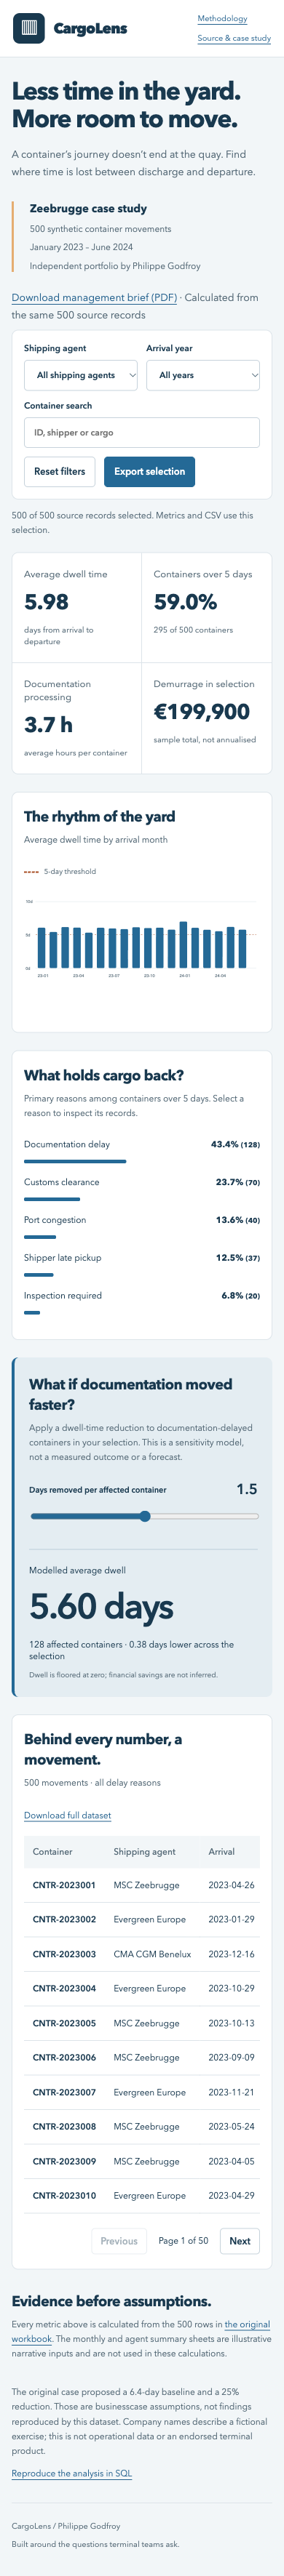 CargoLens
Methodology
Source & case study
Less time in the yard.
More room to move.
A container's journey doesn't end at the quay. Find
where time is lost between discharge and departure.
Zeebrugge case study
500 synthetic container movements
January 2023 – June 2024
Independent portfolio by Philippe Godfroy
Download management brief (PDF) · Calculated from
the same 500 source records
Shipping agent
Arrival year
All shipping agents
All years
Container search
ID, shipper or cargo
Reset filters
Export selection
500 of 500 source records selected. Metrics and CSV use this
selection.
Average dwell time
5.98
days from arrival to
departure
Containers over 5 days
59.0%
295 of 500 containers
Documentation
processing
3.7 h
average hours per container
Demurrage in selection
€199,900
sample total, not annualised
The rhythm of the yard
Average dwell time by arrival month
5-day threshold
10d
5d
0d
23-01
23-04
23-07
23-10
24-01
24-04
What holds cargo back?
Primary reasons among containers over 5 days. Select a
reason to inspect its records.
Documentation delay 43.4% (128)
Customs clearance 23.7% (70)
Port congestion 13.6% (40)
Shipper late pickup 12.5% (37)
Inspection required 6.8% (20)
What if documentation moved
faster?
Apply a dwell-time reduction to documentation-delayed
containers in your selection. This is a sensitivity model,
not a measured outcome or a forecast.
Days removed per affected container 1.5
Modelled average dwell
5.60 days
128 affected containers · 0.38 days lower across the
selection
Dwell is floored at zero; financial savings are not inferred.
Behind every number, a
movement.
500 movements · all delay reasons
Download full dataset
Container Shipping agent Arrival
CNTR-2023001 MSC Zeebrugge 2023-04-26
CNTR-2023002 Evergreen Europe 2023-01-29
CNTR-2023003 CMA CGM Benelux 2023-12-16
CNTR-2023004 Evergreen Europe 2023-10-29
CNTR-2023005 MSC Zeebrugge 2023-10-13
CNTR-2023006 MSC Zeebrugge 2023-09-09
CNTR-2023007 Evergreen Europe 2023-11-21
CNTR-2023008 MSC Zeebrugge 2023-05-24
CNTR-2023009 MSC Zeebrugge 2023-04-05
CNTR-2023010 Evergreen Europe 2023-04-29
Previous Page 1 of 50 Next
Evidence before assumptions.
Every metric above is calculated from the 500 rows in the original
workbook. The monthly and agent summary sheets are illustrative
narrative inputs and are not used in these calculations.
The original case proposed a 6.4-day baseline and a 25%
reduction. Those are businesscase assumptions, not findings
reproduced by this dataset. Company names describe a fictional
exercise; this is not operational data or an endorsed terminal
product.
Reproduce the analysis in SQL
CargoLens / Philippe Godfroy
Built around the questions terminal teams ask.